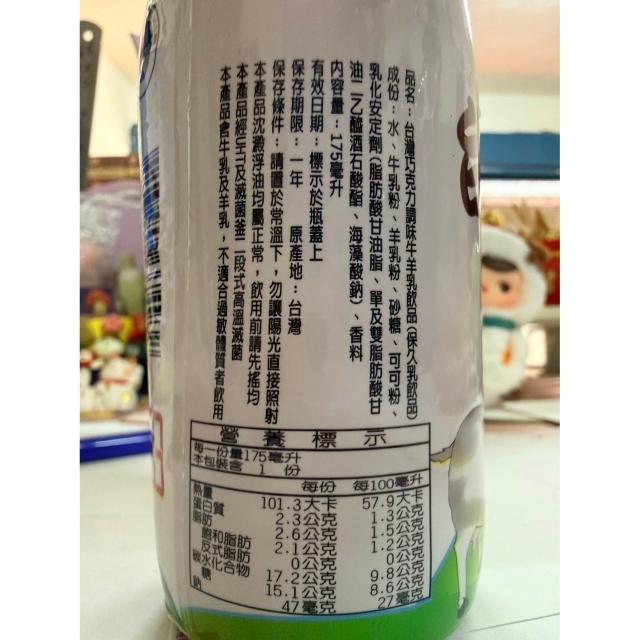 品名：台灣巧克力調味牛羊乳飲品(保久乳飲品)
成份：水、牛乳粉、羊乳粉、砂糖、可可粉、
乳化安定劑(脂肪酸甘油脂、單及雙脂肪酸甘
油二乙醯酒石酸酯、海藻酸鈉)、香料
內容量：175毫升
有效日期：標示於瓶蓋上
保存期限：一年 原產地：台灣
保存條件：請置於常溫下，勿讓陽光直接照射
本產品沈澱浮油均屬正常，飲用前請先搖均
本產品經UHT及滅菌釜二段式高溫滅菌
本產品含牛乳及羊乳，不適合過敏體質者飲用
營養標示
每一份量175毫升
本包裝含 1 份
每份 每100毫升
熱量 101.3大卡 57.9大卡
蛋白質 2.3公克 1.3公克
脂肪 2.6公克 1.5公克
飽和脂肪 2.1公克 1.2公克
反式脂肪 0公克 0公克
碳水化合物 17.2公克 9.8公克
糖 15.1公克 8.6公克
鈉 47毫克 27毫克